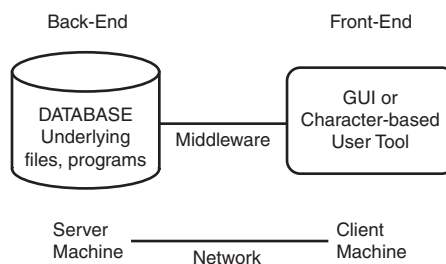 Back-End
Front-End
DATABASE
Underlying
files, programs
Middleware
GUI or
Character-based
User Tool
Server
Machine
Network
Client
Machine